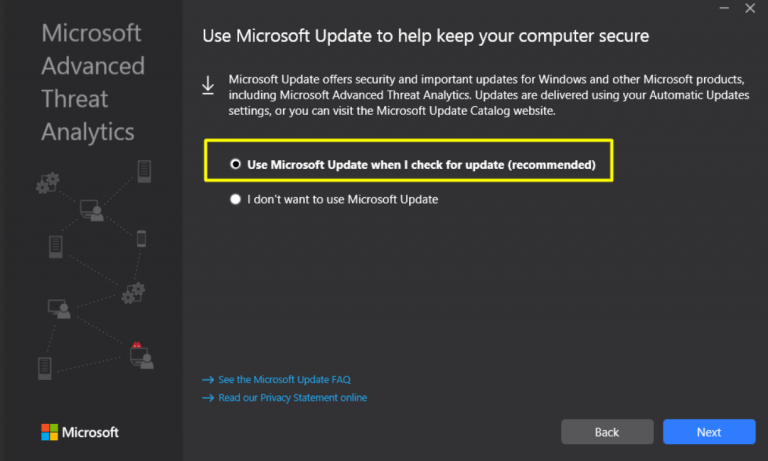 Microsoft
Advanced
Threat
Analytics
Use Microsoft Update to help keep your computer secure
Microsoft Update offers security and important updates for Windows and other Microsoft products,
including Microsoft Advanced Threat Analytics. Updates are delivered using your Automatic Updates
settings, or you can visit the Microsoft Update Catalog website.
Use Microsoft Update when I check for update (recommended)
I don't want to use Microsoft Update
See the Microsoft Update FAQ
Read our Privacy Statement online
Microsoft
Back
Next